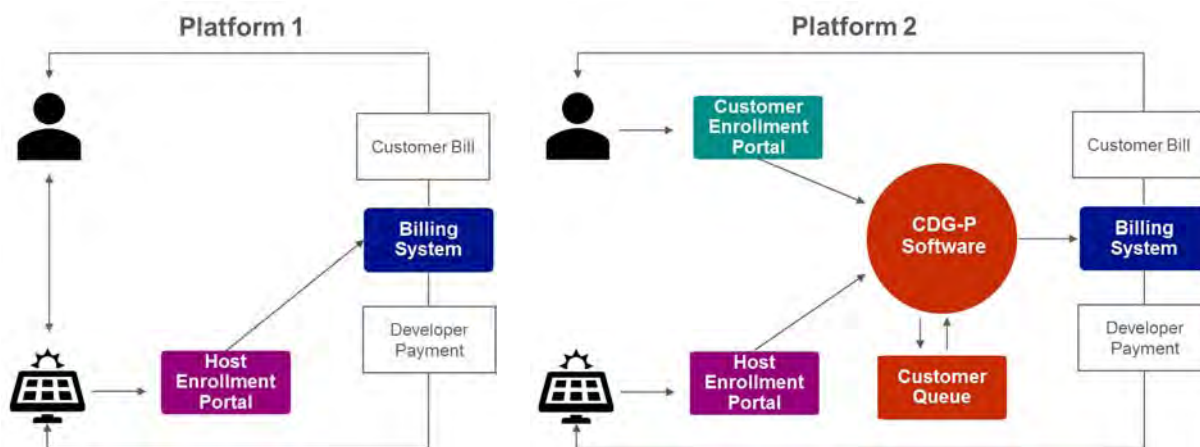 Platform 1
Customer Bill
Billing
System
Developer
Payment
Host
Enrollment
Portal
Platform 2
Customer
Enrollment
Portal
CDG-P
Software
Customer Bill
Billing
System
Developer
Payment
Host
Enrollment
Portal
Customer
Queue